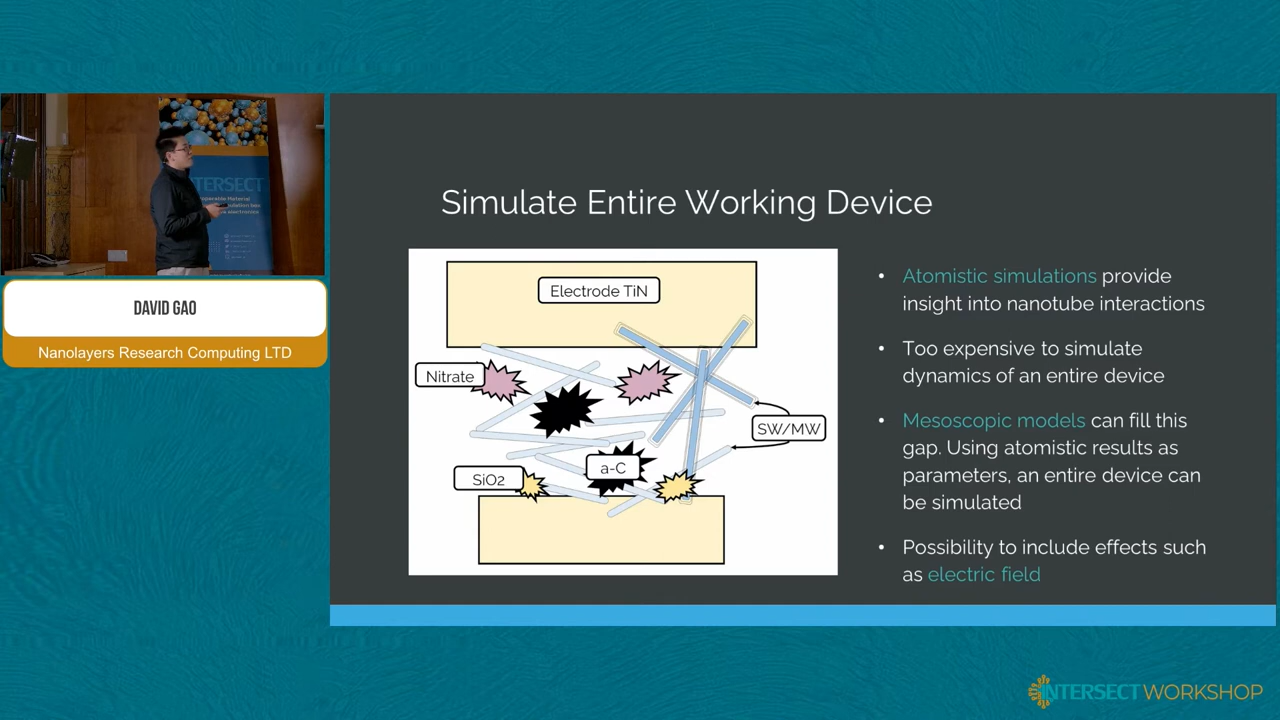 TERSECT
DAVID GAO
Nanolayers Research Computing LTD
Simulate Entire Working Device
Electrode TiN
Nitrate
SW/MW
a-C
SiO2
• Atomistic simulations provide
insight into nanotube interactions
• Too expensive to simulate
dynamics of an entire device
• Mesoscopic models can fill this
gap. Using atomistic results as
parameters, an entire device can
be simulated
• Possibility to include effects such
as electric field
INTERSECT WORKSHOP